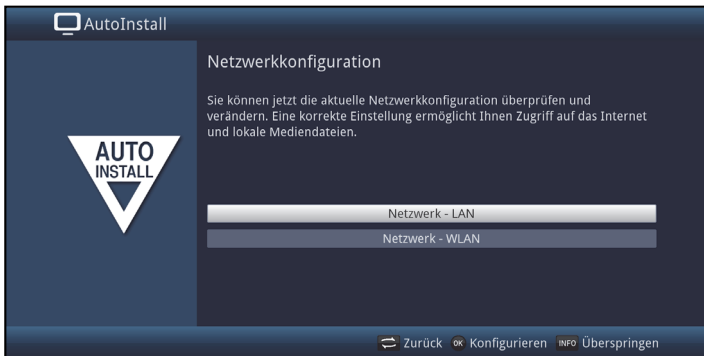 AutoInstall
AUTO
INSTALL
Netzwerkkonfiguration
Sie können jetzt die aktuelle Netzwerkkonfiguration überprüfen und
verändern. Eine korrekte Einstellung ermöglicht Ihnen Zugriff auf das Internet
und lokale Mediendateien.
Netzwerk - LAN
Netzwerk - WLAN
Zurück OK Konfigurieren INFO Überspringen